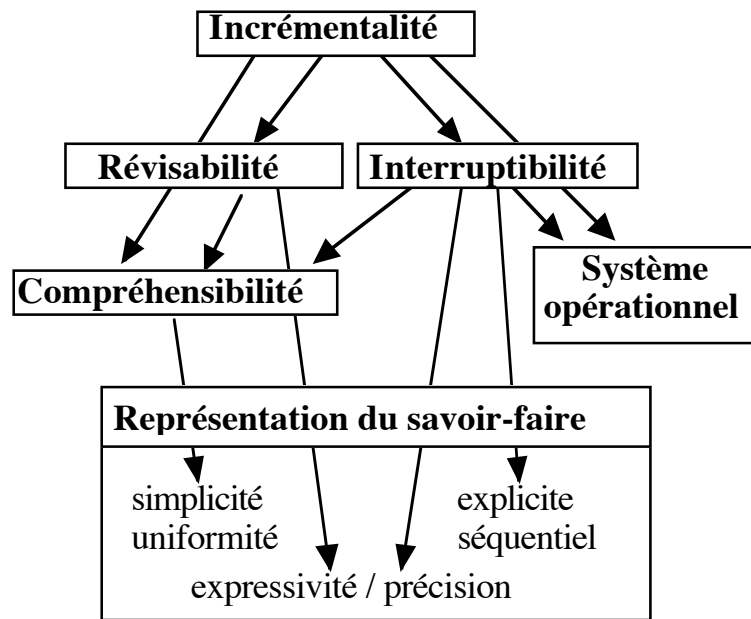 Incrémentalité
Révisabilité
Interruptibilité
Compréhensibilité
Système
opérationnel
Représentation du savoir-faire
simplicité
uniformité
explicite
séquentiel
expressivité / précision